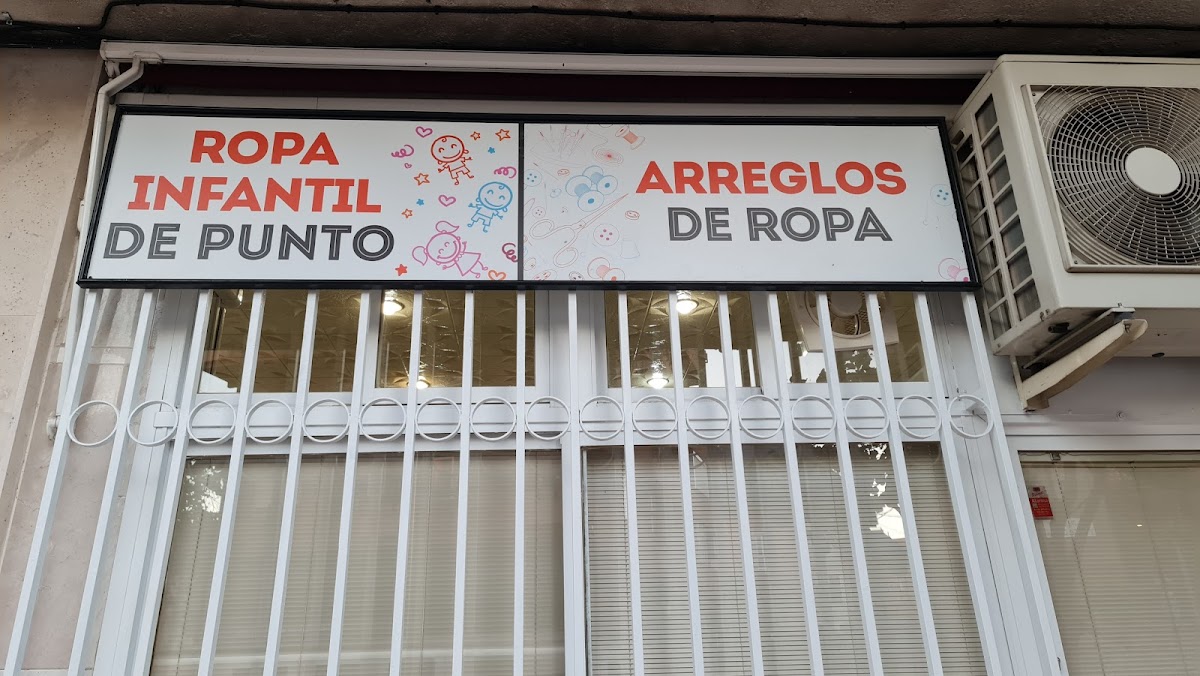 ROPA
INFANTIL
DE PUNTO
ARREGLOS
DE ROPA